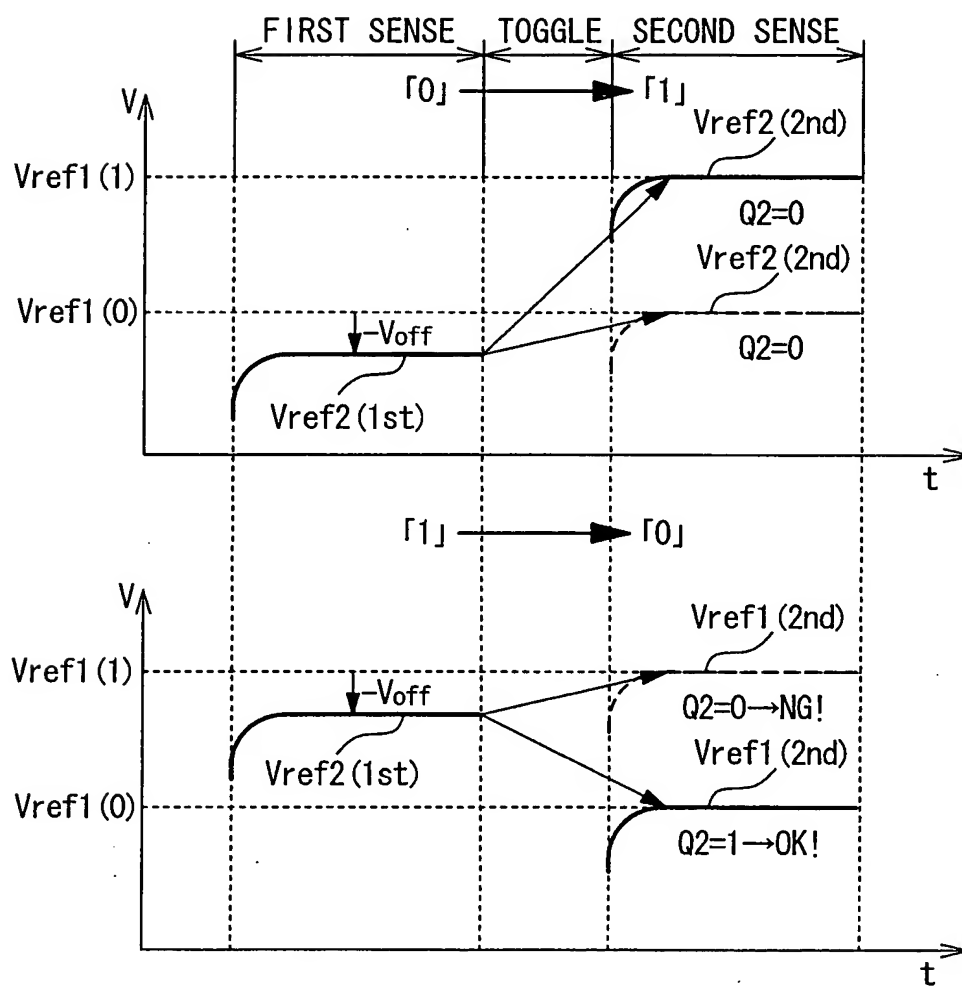 FIRST SENSE TOGGLE SECOND SENSE
「0」 「1」
V
Vref2(2nd)
Vref1(1)
Q2=0
Vref2(2nd)
Vref1(0)
-Voff
Q2=0
Vref2(1st)
t
「1」 「0」
V
Vref1(2nd)
Vref1(1)
-Voff
Q2=0→NG!
Vref1(2nd)
Vref2(1st)
Vref1(0)
Q2=1→OK!
t